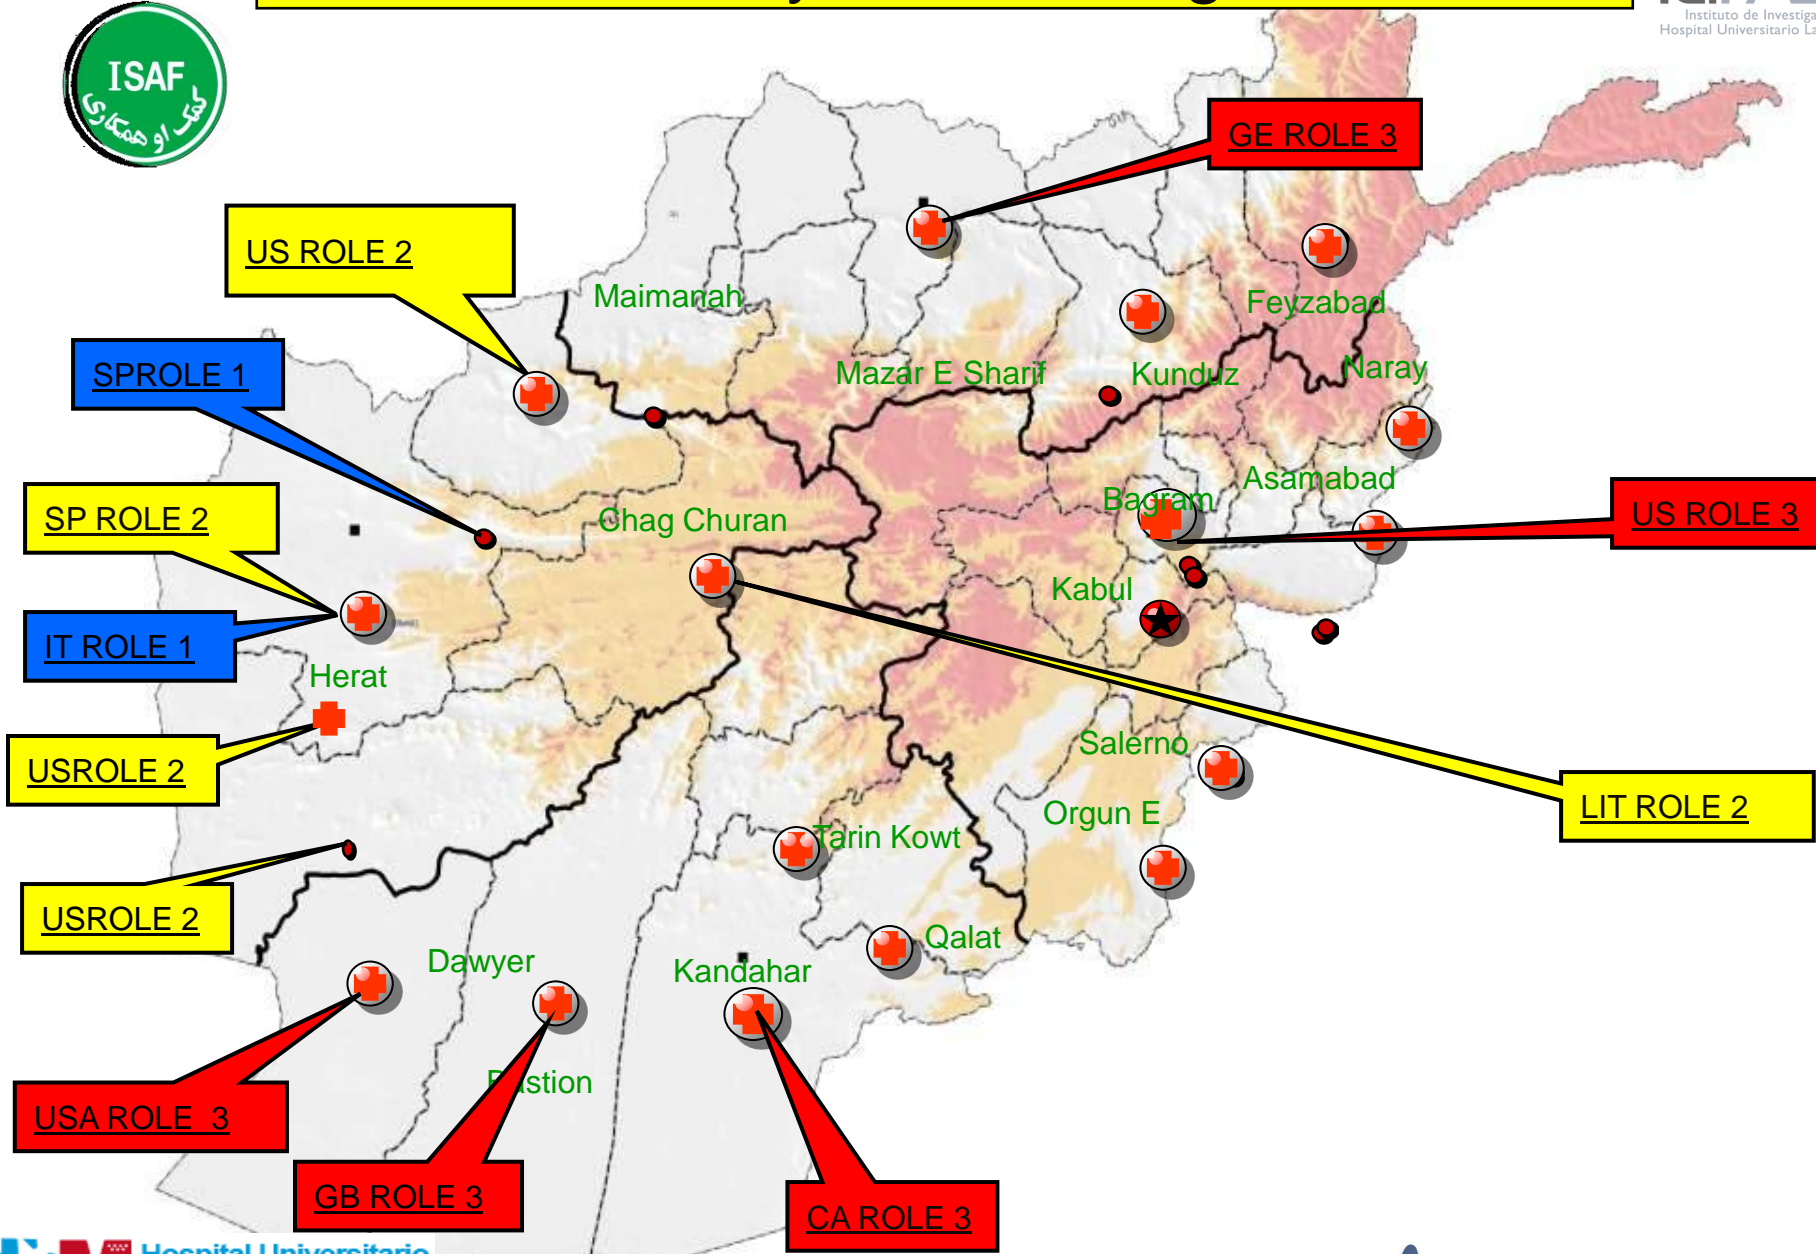 Instituto de Investiga
Hospital Universitario La
ISAF
کمک او همکاری
GE ROLE 3
US ROLE 2
Maimanah
Feyzabad
SPROLE 1
Mazar E Sharif
Kunduz
Naray
SP ROLE 2
Chag Churan
Bagram
Asamabad
US ROLE 3
IT ROLE 1
Kabul
Herat
USROLE 2
Salerno
LIT ROLE 2
Orgun E
Tarin Kowt
USROLE 2
Dawyer
Kandahar
Qalat
USA ROLE 3
astion
GB ROLE 3
CA ROLE 3
Hospital Universitario